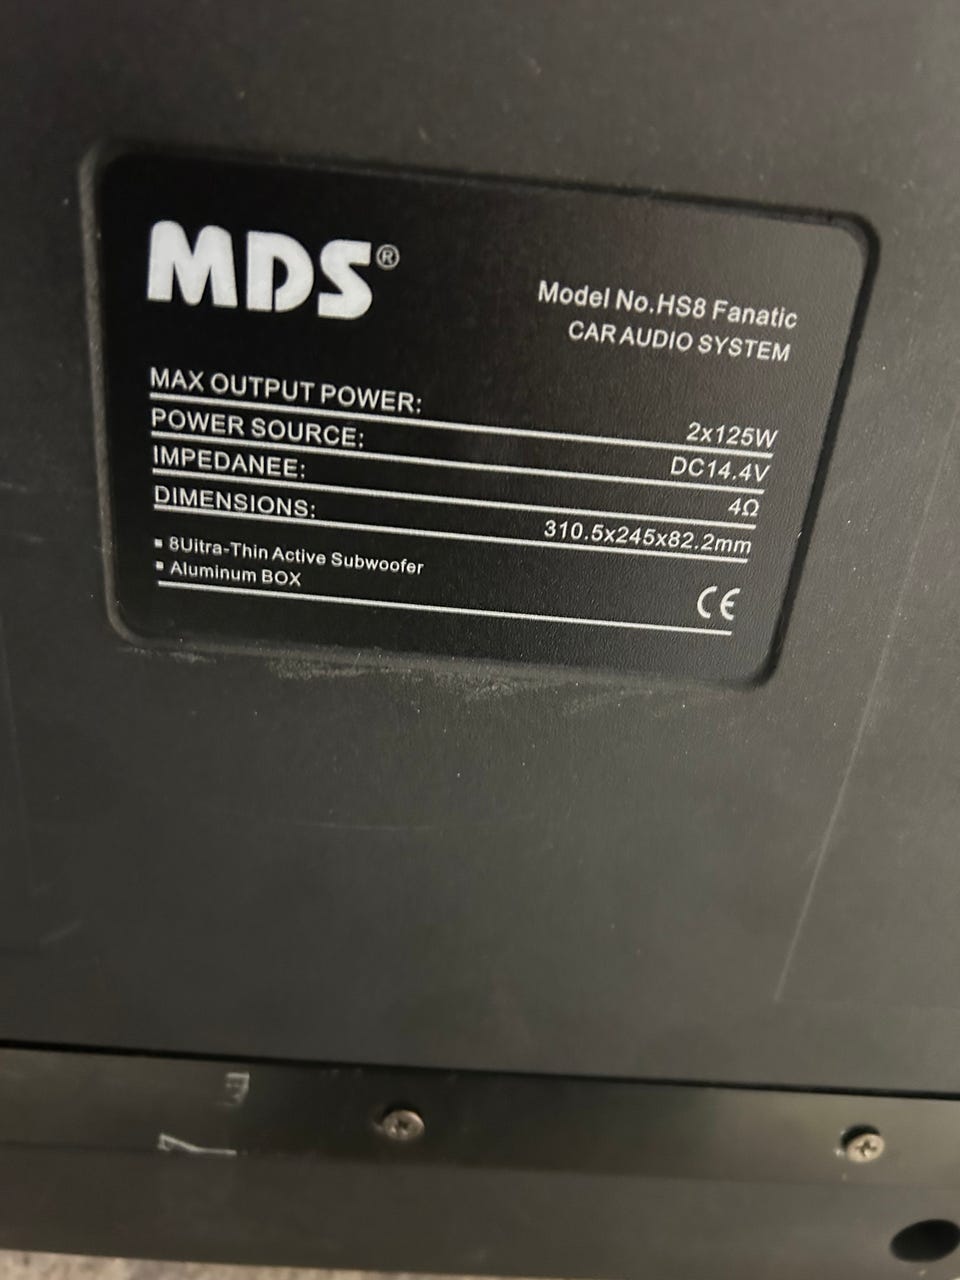 MDS®
Model No.HS8 Fanatic
CAR AUDIO SYSTEM
MAX OUTPUT POWER: 2x125W
POWER SOURCE: DC14.4V
IMPEDANEE: 4Ω
DIMENSIONS: 310.5x245x82.2mm
▪ 8Uitra-Thin Active Subwoofer
▪ Aluminum BOX
CE